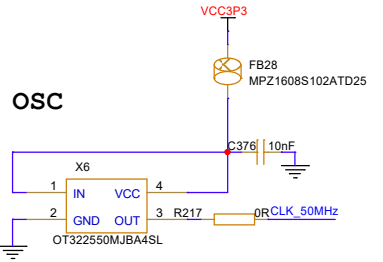 VCC3P3
FB28
MPZ1608S102ATD25
OSC
C376 10nF
X6
1 IN VCC 4
2 GND OUT 3 R217 0R CLK_50MHz
OT322550MJBA4SL